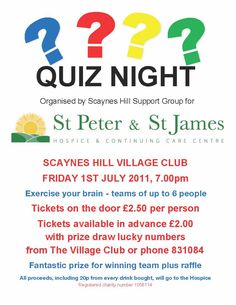 ? ? ? ?
QUIZ NIGHT
Organised by Scaynes Hill Support Group for
St Peter & St James
HOSPICE & CONTINUING CARE CENTRE
SCAYNES HILL VILLAGE CLUB
FRIDAY 1ST JULY 2011, 7.00pm
Exercise your brain - teams of up to 6 people
Tickets on the door £2.50 per person
Tickets available in advance £2.00
with prize draw lucky numbers
from The Village Club or phone 831084
Fantastic prize for winning team plus raffle
All proceeds, including 20p from every drink bought, will go to the Hospice
Registered charity number 1056114